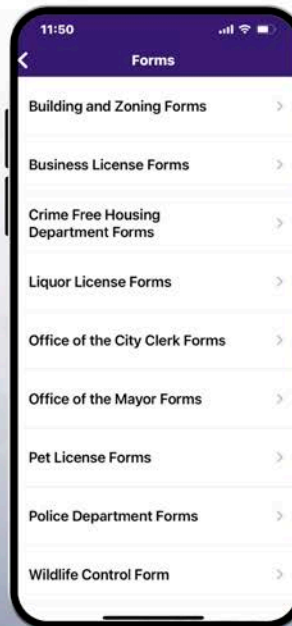 11:50
Forms
Building and Zoning Forms
Business License Forms
Crime Free Housing
Department Forms
Liquor License Forms
Office of the City Clerk Forms
Office of the Mayor Forms
Pet License Forms
Police Department Forms
Wildlife Control Form